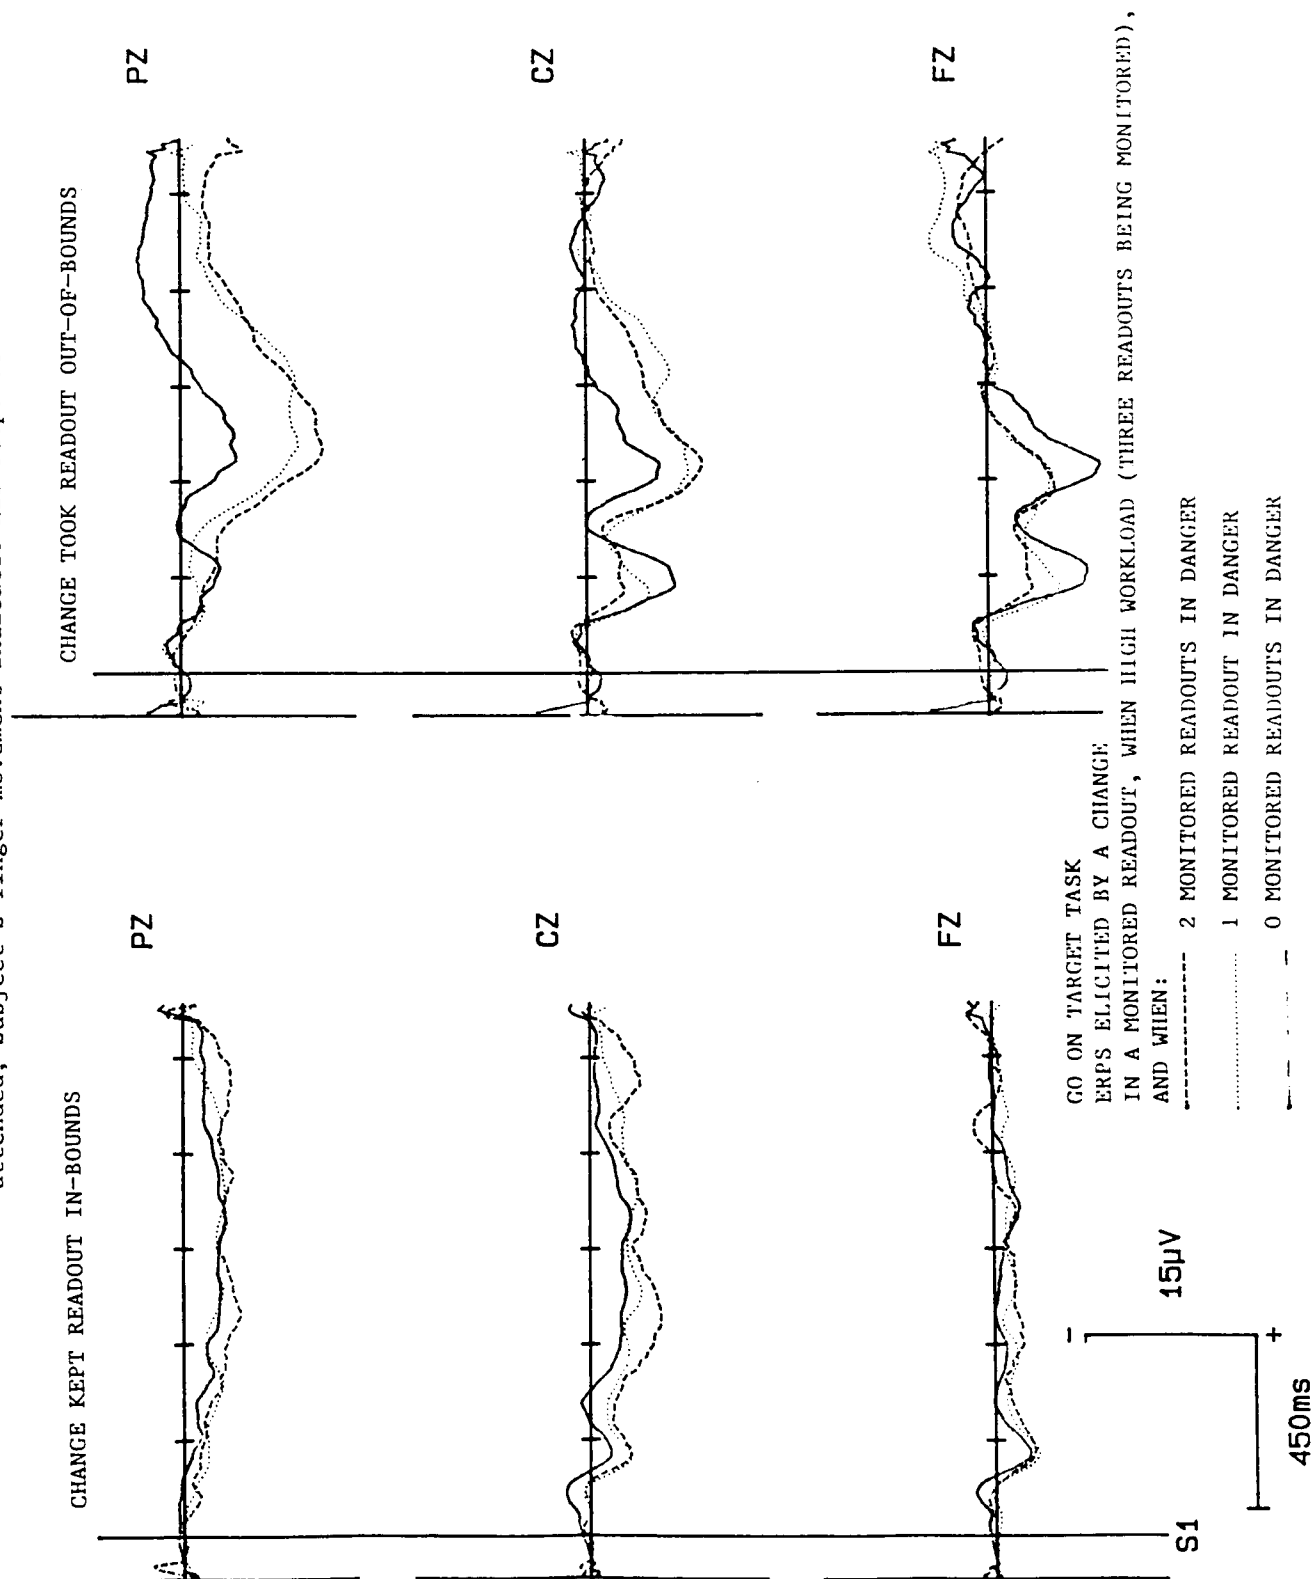 CHANGE KEPT READOUT IN-BOUNDS
PZ
CZ
FZ
CHANGE TOOK READOUT OUT-OF-BOUNDS
PZ
CZ
FZ
S1
450ms
15µV
-
+
GO ON TARGET TASK
ERPS ELICITED BY A CHANGE
IN A MONITORED READOUT, WHEN HIGH WORKLOAD (THREE READOUTS BEING MONITORED),
AND WHEN:
2 MONITORED READOUTS IN DANGER
1 MONITORED READOUT IN DANGER
0 MONITORED READOUTS IN DANGER